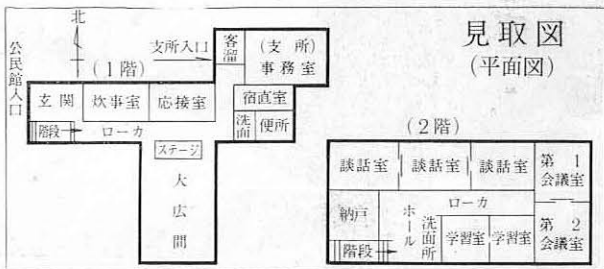 見取図
(平面図)
北
公民館入口
支所入口
(1階)
客溜
(支所)
事務室
玄関
炊事室
応接室
宿直室
階段
ローカ
洗面
便所
ステージ
大広間
(2階)
談話室
談話室
談話室
第1
会議室
納戸
ホール
ローカ
洗面所
学習室
学習室
第2
会議室
階段